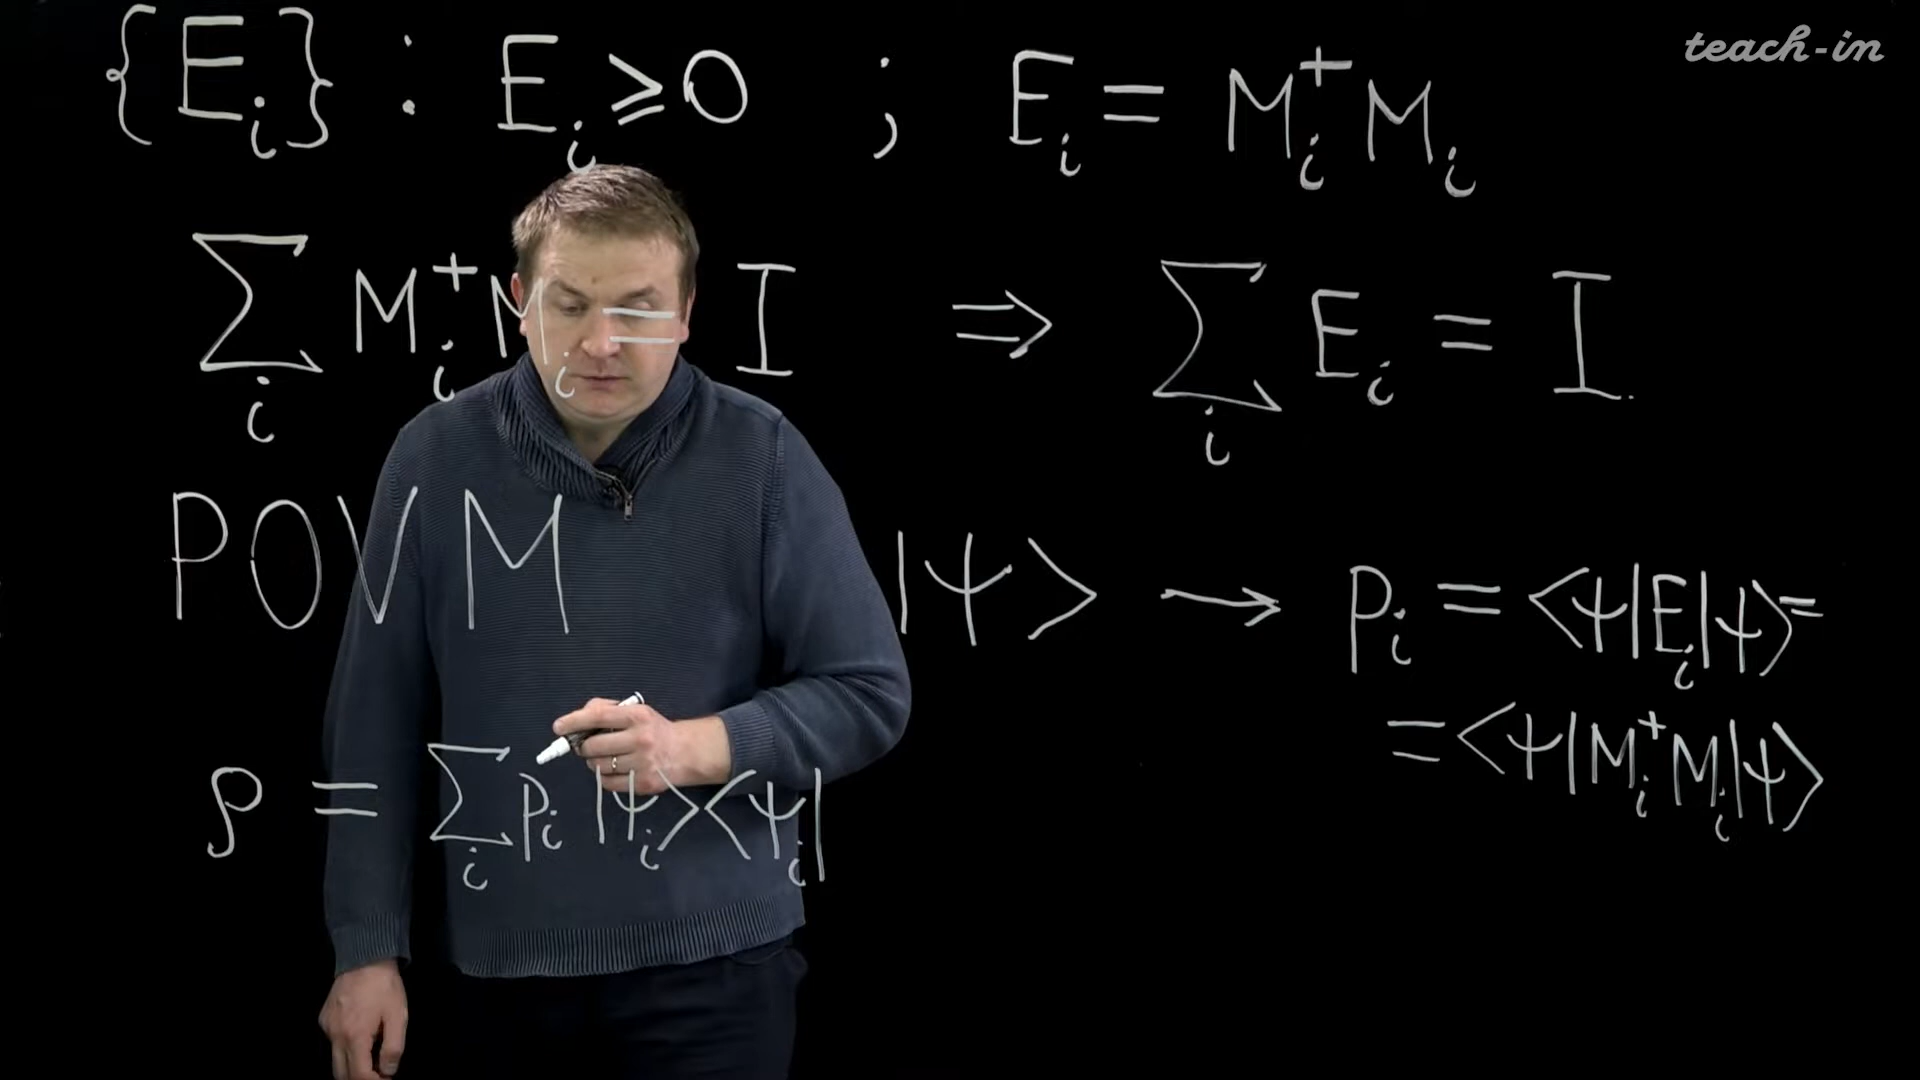 teach-in
{E_i} : E_i ⩾ 0 ; E_i = M_i^+ M_i
∑_i M_i^+ M_i = I ⇒ ∑_i E_i = I.
POVM |ψ> → p_i = <ψ|E_i|ψ> =
= <ψ|M_i^+ M_i|ψ>
ρ = ∑_i p_i |ψ_i><ψ_i|